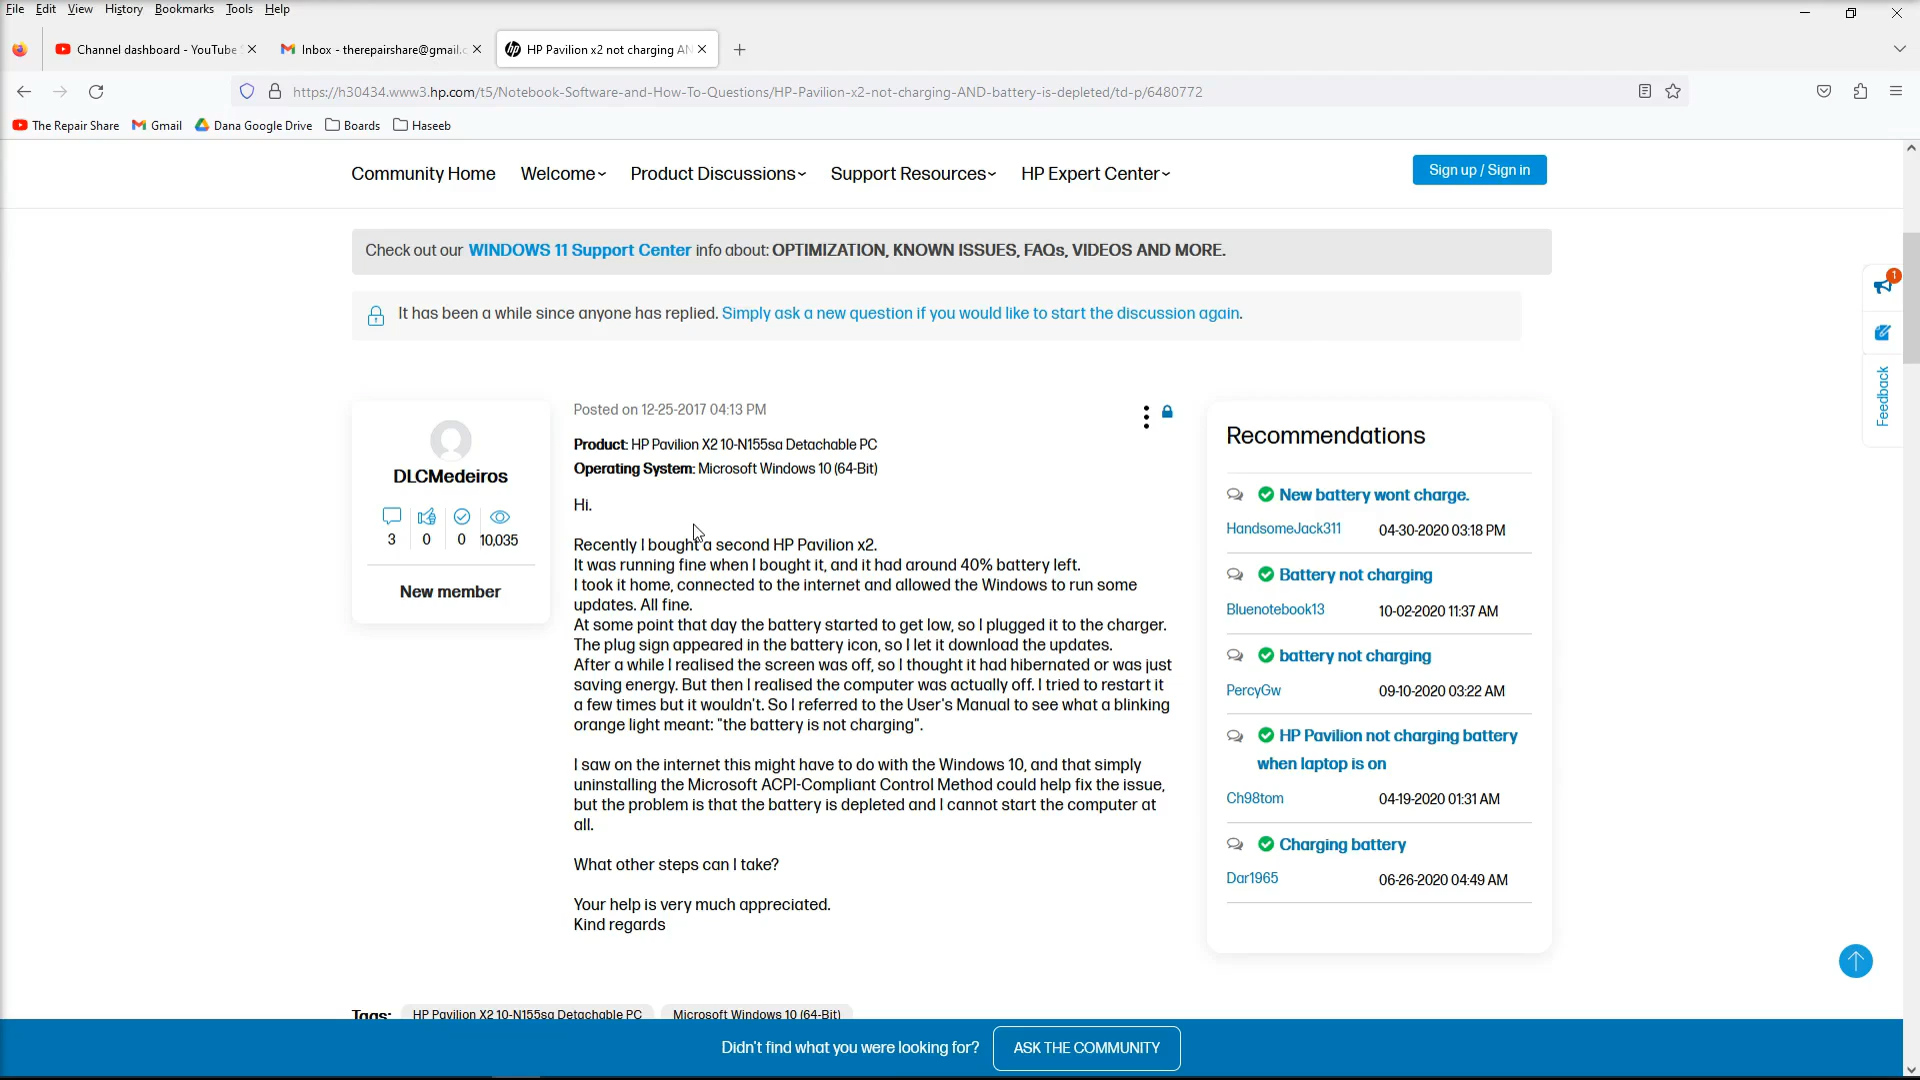 File Edit View History Bookmarks Tools Help
Channel dashboard - YouTube
Inbox - therepairshare@gmail.c
HP Pavilion x2 not charging AN
https://h30434.www3.hp.com/t5/Notebook-Software-and-How-To-Questions/HP-Pavilion-x2-not-charging-AND-battery-is-depleted/td-p/6480772
The Repair Share Gmail Dana Google Drive Boards Haseeb
Community Home Welcome Product Discussions Support Resources HP Expert Center Sign up / Sign in
Check out our WINDOWS 11 Support Center info about: OPTIMIZATION, KNOWN ISSUES, FAQs, VIDEOS AND MORE.
It has been a while since anyone has replied. Simply ask a new question if you would like to start the discussion again.
1
Feedback
DLCMedeiros
3 0 0 10,035
New member
Posted on 12-25-2017 04:13 PM
Product: HP Pavilion X2 10-N155sa Detachable PC
Operating System: Microsoft Windows 10 (64-Bit)
Hi.
Recently I bought a second HP Pavilion x2.
It was running fine when I bought it, and it had around 40% battery left.
I took it home, connected to the internet and allowed the Windows to run some
updates. All fine.
At some point that day the battery started to get low, so I plugged it to the charger.
The plug sign appeared in the battery icon, so I let it download the updates.
After a while I realised the screen was off, so I thought it had hibernated or was just
saving energy. But then I realised the computer was actually off. I tried to restart it
a few times but it wouldn't. So I referred to the User's Manual to see what a blinking
orange light meant: "the battery is not charging".
I saw on the internet this might have to do with the Windows 10, and that simply
uninstalling the Microsoft ACPI-Compliant Control Method could help fix the issue,
but the problem is that the battery is depleted and I cannot start the computer at
all.
What other steps can I take?
Your help is very much appreciated.
Kind regards
Recommendations
New battery wont charge.
HandsomeJack311 04-30-2020 03:18 PM
Battery not charging
Bluenotebook13 10-02-2020 11:37 AM
battery not charging
PercyGw 09-10-2020 03:22 AM
HP Pavilion not charging battery
when laptop is on
Ch98tom 04-19-2020 01:31 AM
Charging battery
Dar1965 06-26-2020 04:49 AM
Tags: HP Pavilion X2 10-N155sa Detachable PC Microsoft Windows 10 (64-Bit)
Didn't find what you were looking for? ASK THE COMMUNITY